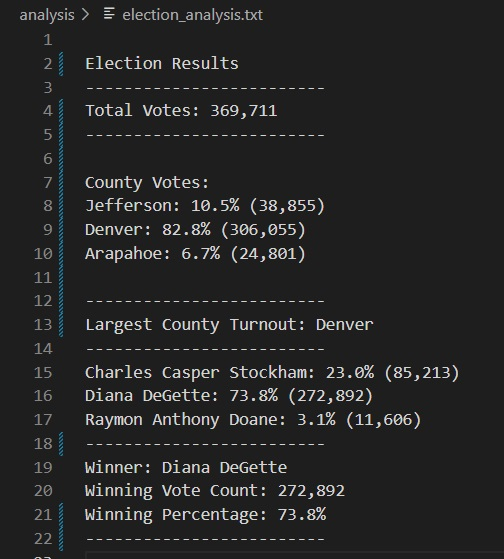 analysis > election_analysis.txt
1
2 Election Results
3 -------------------------
4 Total Votes: 369,711
5 -------------------------
6
7 County Votes:
8 Jefferson: 10.5% (38,855)
9 Denver: 82.8% (306,055)
10 Arapahoe: 6.7% (24,801)
11
12 -------------------------
13 Largest County Turnout: Denver
14 -------------------------
15 Charles Casper Stockham: 23.0% (85,213)
16 Diana DeGette: 73.8% (272,892)
17 Raymon Anthony Doane: 3.1% (11,606)
18 -------------------------
19 Winner: Diana DeGette
20 Winning Vote Count: 272,892
21 Winning Percentage: 73.8%
22 -------------------------